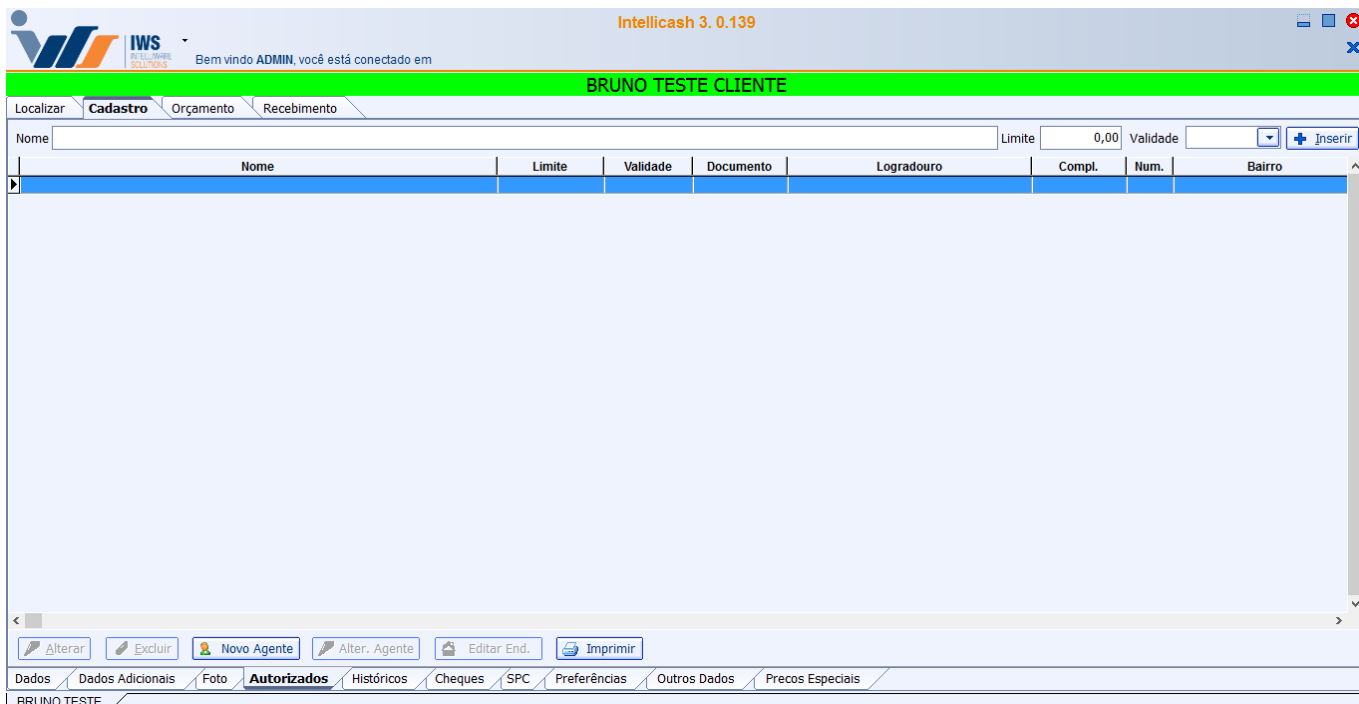 Intellicash 3. 0.139
IWS
INTELLIWARE
SOLUTIONS
Bem vindo ADMIN, você está conectado em
BRUNO TESTE CLIENTE
Localizar Cadastro Orçamento Recebimento
Nome Limite 0,00 Validade Inserir
Nome Limite Validade Documento Logradouro Compl. Num. Bairro
Alterar Excluir Novo Agente Alter. Agente Editar End. Imprimir
Dados Dados Adicionais Foto Autorizados Históricos Cheques SPC Preferências Outros Dados Precos Especiais
BRUNO TESTE